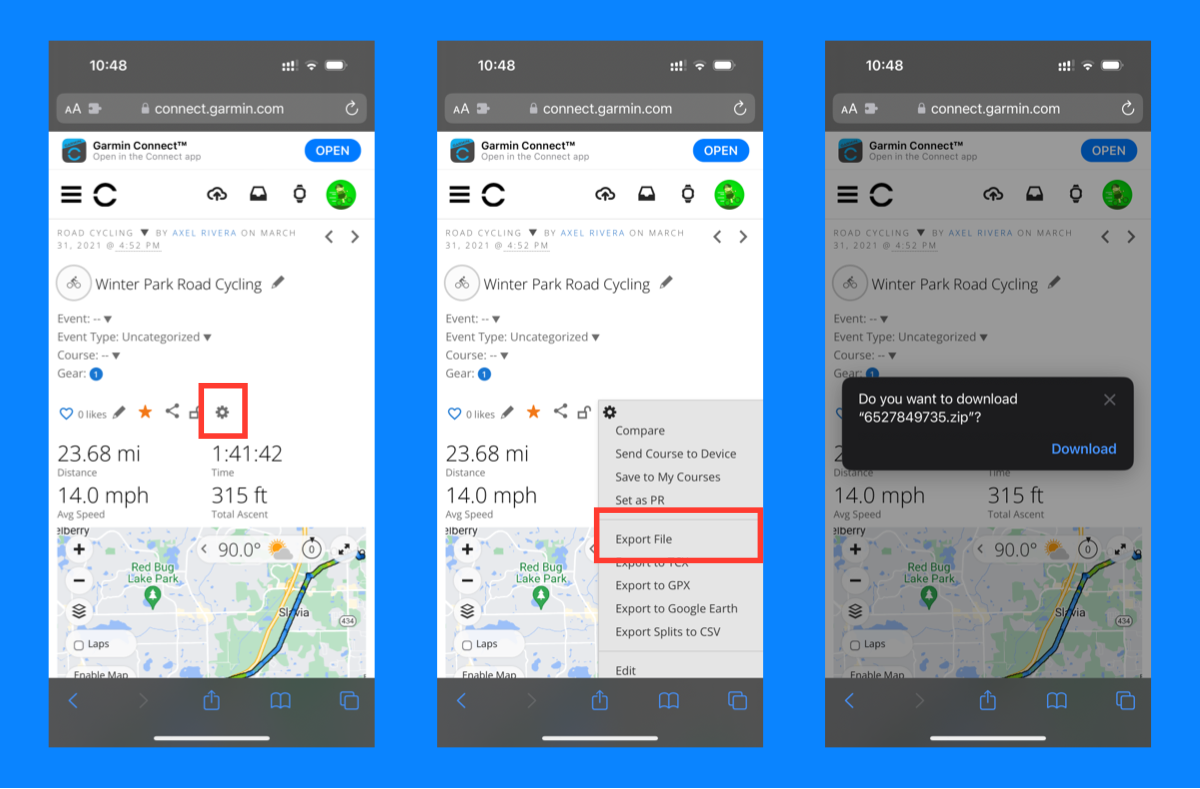 10:48
AA connect.garmin.com
Garmin Connect™
Open in the Connect app
OPEN
ROAD CYCLING ▼ BY AXEL RIVERA ON MARCH
31, 2021 @ 4:52 PM
Winter Park Road Cycling
Event: -- ▼
Event Type: Uncategorized ▼
Course: -- ▼
Gear: 1
0 likes
23.68 mi
1:41:42
Distance
Time
14.0 mph
315 ft
Avg Speed
Total Ascent
elberry
90.0°
0
Red Bug
Lake Park
Slavia
434
Laps
Enable Map
10:48
AA connect.garmin.com
Garmin Connect™
Open in the Connect app
OPEN
ROAD CYCLING ▼ BY AXEL RIVERA ON MARCH
31, 2021 @ 4:52 PM
Winter Park Road Cycling
Event: -- ▼
Event Type: Uncategorized ▼
Course: -- ▼
Gear: 1
0 likes
23.68 mi
Distance
14.0 mph
Avg Speed
elberry
Red Bug
Lake Park
Laps
Enable Map
Compare
Send Course to Device
Save to My Courses
Set as PR
Export File
Export to TCX
Export to GPX
Export to Google Earth
Export Splits to CSV
Edit
10:48
AA connect.garmin.com
Garmin Connect™
Open in the Connect app
OPEN
ROAD CYCLING ▼ BY AXEL RIVERA ON MARCH
31, 2021 @ 4:52 PM
Winter Park Road Cycling
Event: -- ▼
Event Type: Uncategorized ▼
Course: -- ▼
Gear: 1
Do you want to download
“6527849735.zip”?
Download
Time
14.0 mph
315 ft
Avg Speed
Total Ascent
elberry
90.0°
0
Red Bug
Lake Park
Slavia
434
Laps
Enable Map